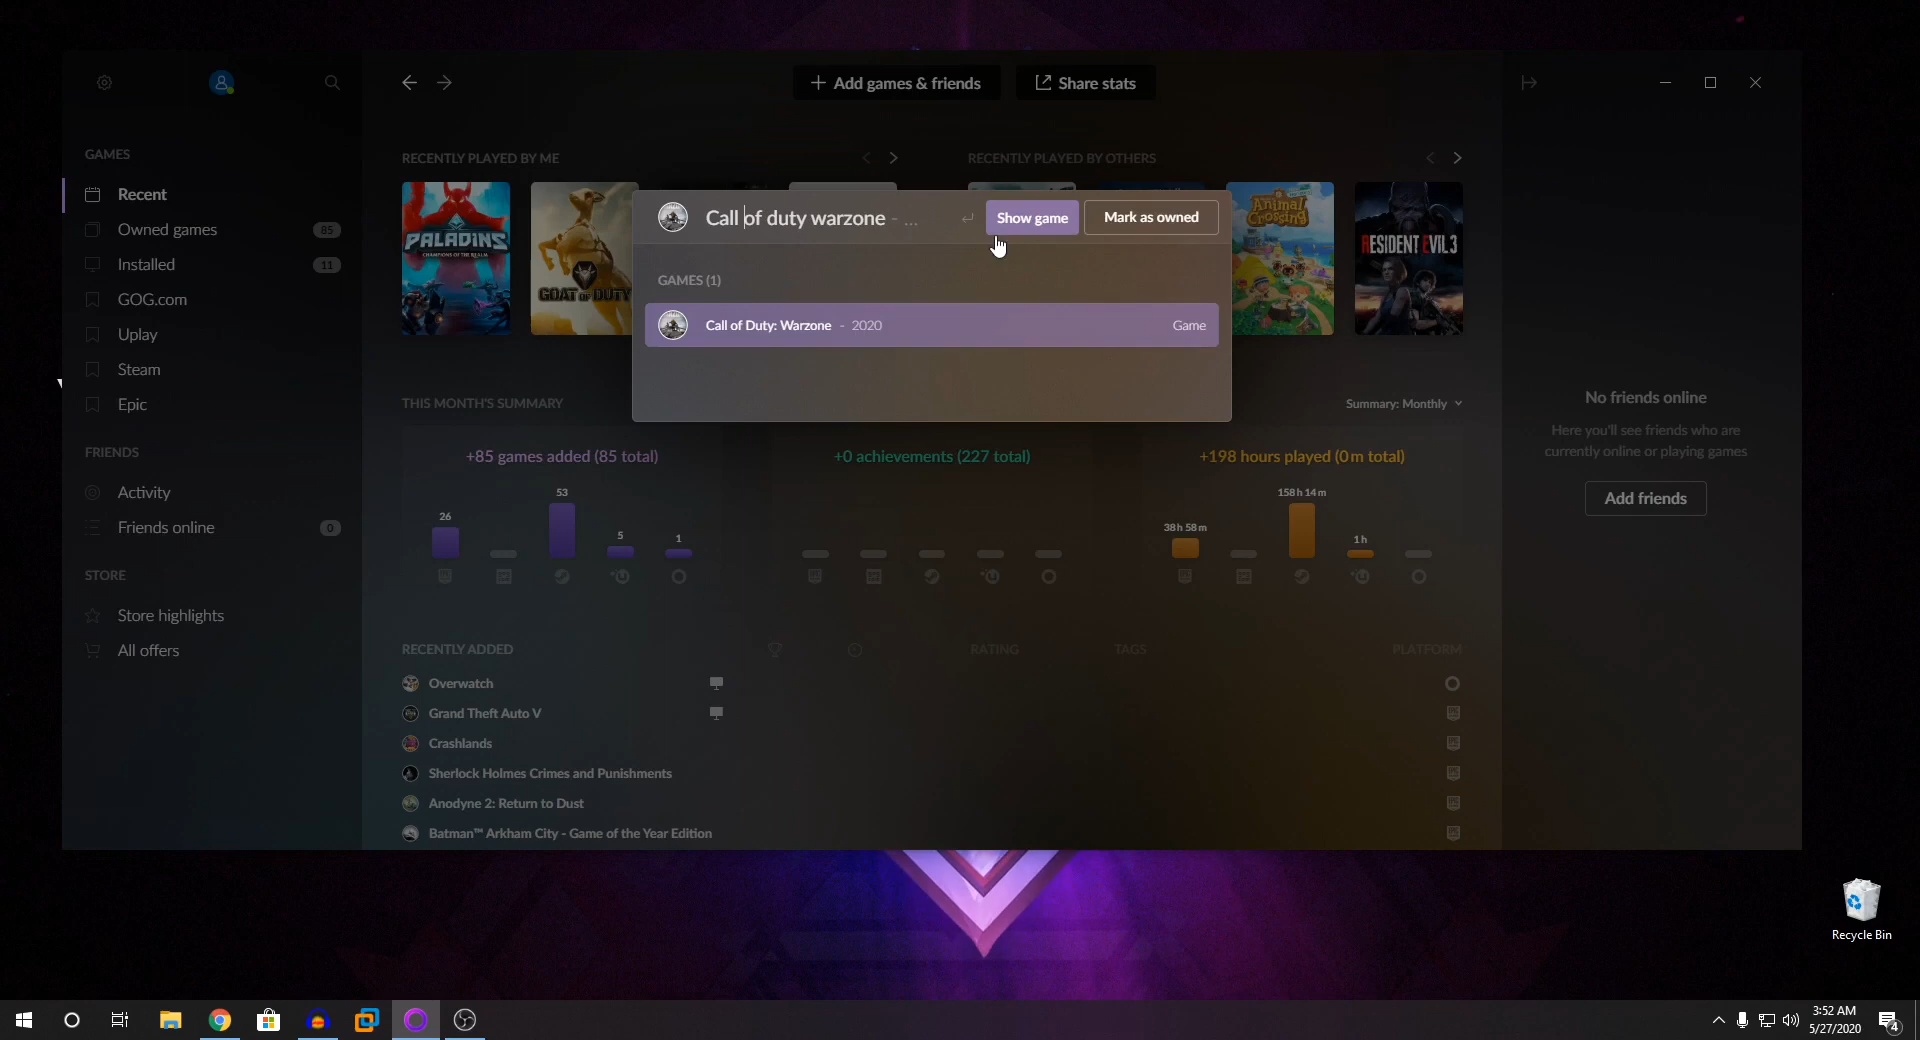 Add games & friends
Share stats
GAMES
Recent
Owned games 85
Installed 11
GOG.com
Uplay
Steam
Epic
FRIENDS
Activity
Friends online 0
STORE
Store highlights
All offers
RECENTLY PLAYED BY ME
RECENTLY PLAYED BY OTHERS
PALADINS
CHAMPIONS OF THE REALM
GOAT OF DUTY
Animal
Crossing
RESIDENT EVIL 3
Call of duty warzone - ...
Show game
Mark as owned
GAMES (1)
Call of Duty: Warzone - 2020 Game
THIS MONTH'S SUMMARY
Summary: Monthly
+85 games added (85 total)
26
53
5
1
+0 achievements (227 total)
+198 hours played (0m total)
38h 58m
158h 14m
1h
RECENTLY ADDED RATING TAGS PLATFORM
Overwatch
Grand Theft Auto V
Crashlands
Sherlock Holmes Crimes and Punishments
Anodyne 2: Return to Dust
Batman™ Arkham City - Game of the Year Edition
No friends online
Here you'll see friends who are
currently online or playing games
Add friends
Recycle Bin
3:52 AM
5/27/2020
4